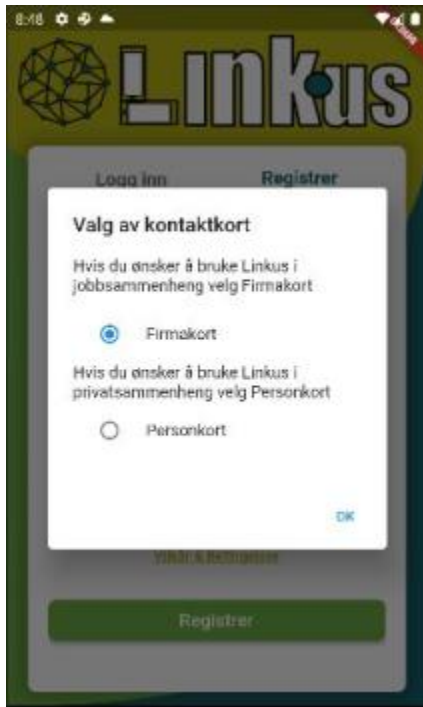 8:48
Linkus
Logg inn
Registrer
Valg av kontaktkort
Hvis du ønsker å bruke Linkus i
jobbsammenheng velg Firmakort
Firmakort
Hvis du ønsker å bruke Linkus i
privatsammenheng velg Personkort
Personkort
OK
Registrer